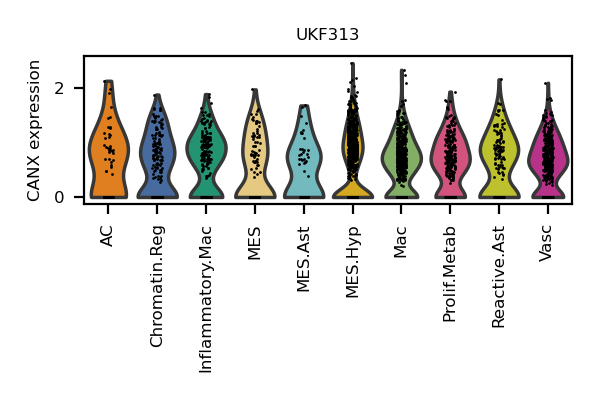 UKF313
CANX expression
2
0
AC
Chromatin.Reg
Inflammatory.Mac
MES
MES.Ast
MES.Hyp
Mac
Prolif.Metab
Reactive.Ast
Vasc